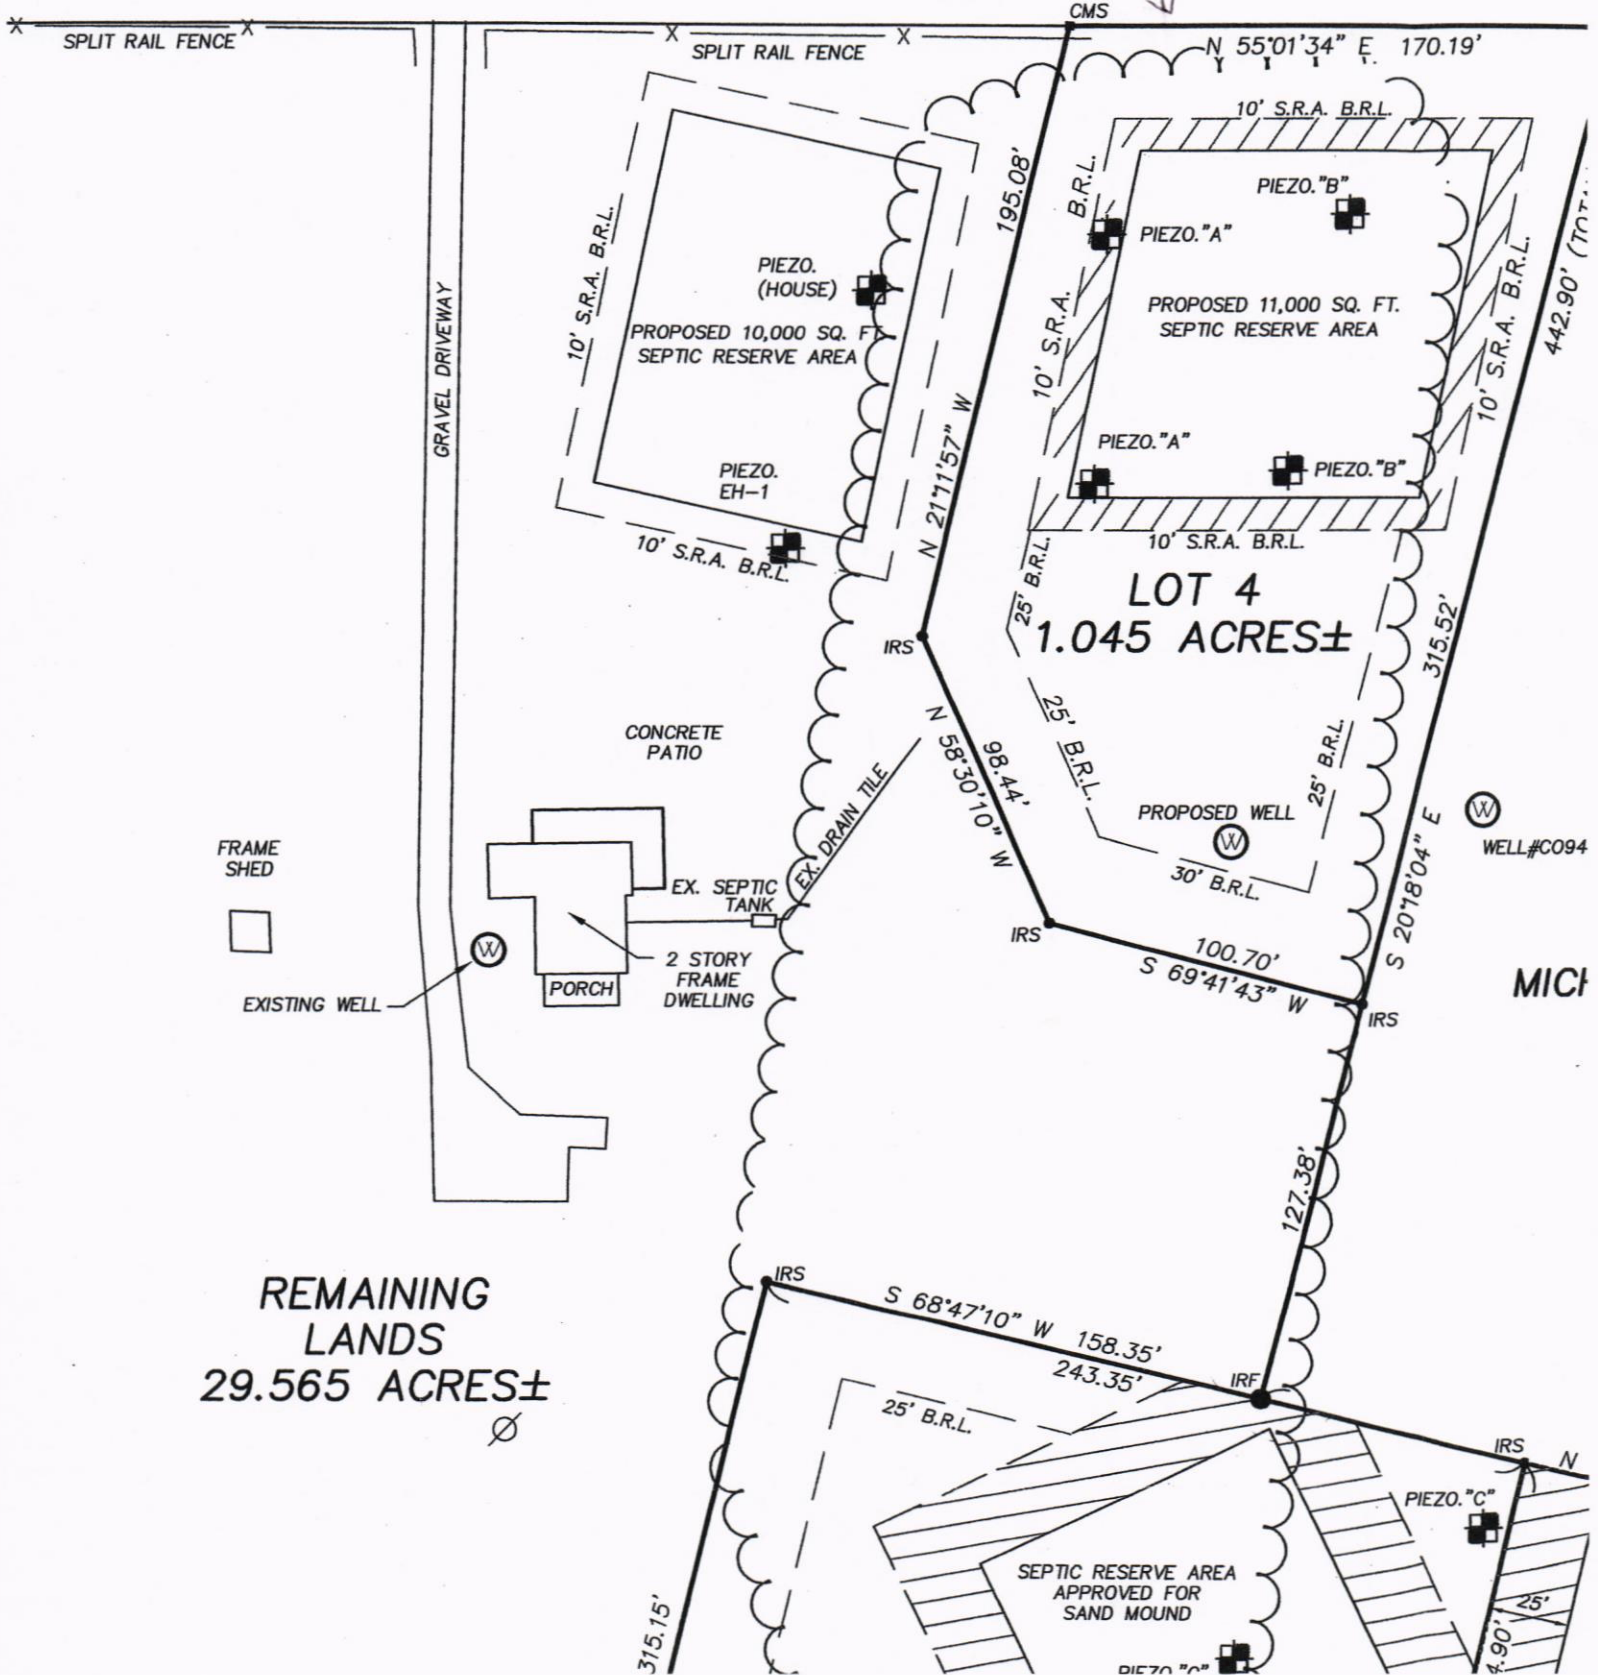 CMS
SPLIT RAIL FENCE
SPLIT RAIL FENCE
N 55°01'34" E 170.19'
10' S.R.A. B.R.L.
195.08'
B.R.L.
PIEZO."B"
PIEZO."A"
10' S.R.A. B.R.L.
PIEZO.
(HOUSE)
PROPOSED 10,000 SQ. FT
SEPTIC RESERVE AREA
10' S.R.A.
PROPOSED 11,000 SQ. FT.
SEPTIC RESERVE AREA
10' S.R.A. B.R.L.
442.90'
GRAVEL DRIVEWAY
N 21°11'57" W
PIEZO."A"
PIEZO."B"
PIEZO.
EH-1
10' S.R.A. B.R.L.
10' S.R.A. B.R.L.
25' B.R.L.
LOT 4
1.045 ACRES±
315.52'
IRS
25' B.R.L.
CONCRETE
PATIO
98.44'
N 58°30'10" W
25' B.R.L.
EX. DRAIN TILE
PROPOSED WELL
W
W
WELL#CO94
FRAME
SHED
30' B.R.L.
S 20°18'04" E
EX. SEPTIC
TANK
IRS
W
2 STORY
FRAME
DWELLING
PORCH
EXISTING WELL
100.70'
S 69°41'43" W
IRS
127.38'
REMAINING
LANDS
29.565 ACRES±
IRS
S 68°47'10" W 158.35'
243.35'
IRF
25' B.R.L.
IRS
N
PIEZO."C"
SEPTIC RESERVE AREA
APPROVED FOR
SAND MOUND
25'
315.15'
4.90'
PIEZO."C"